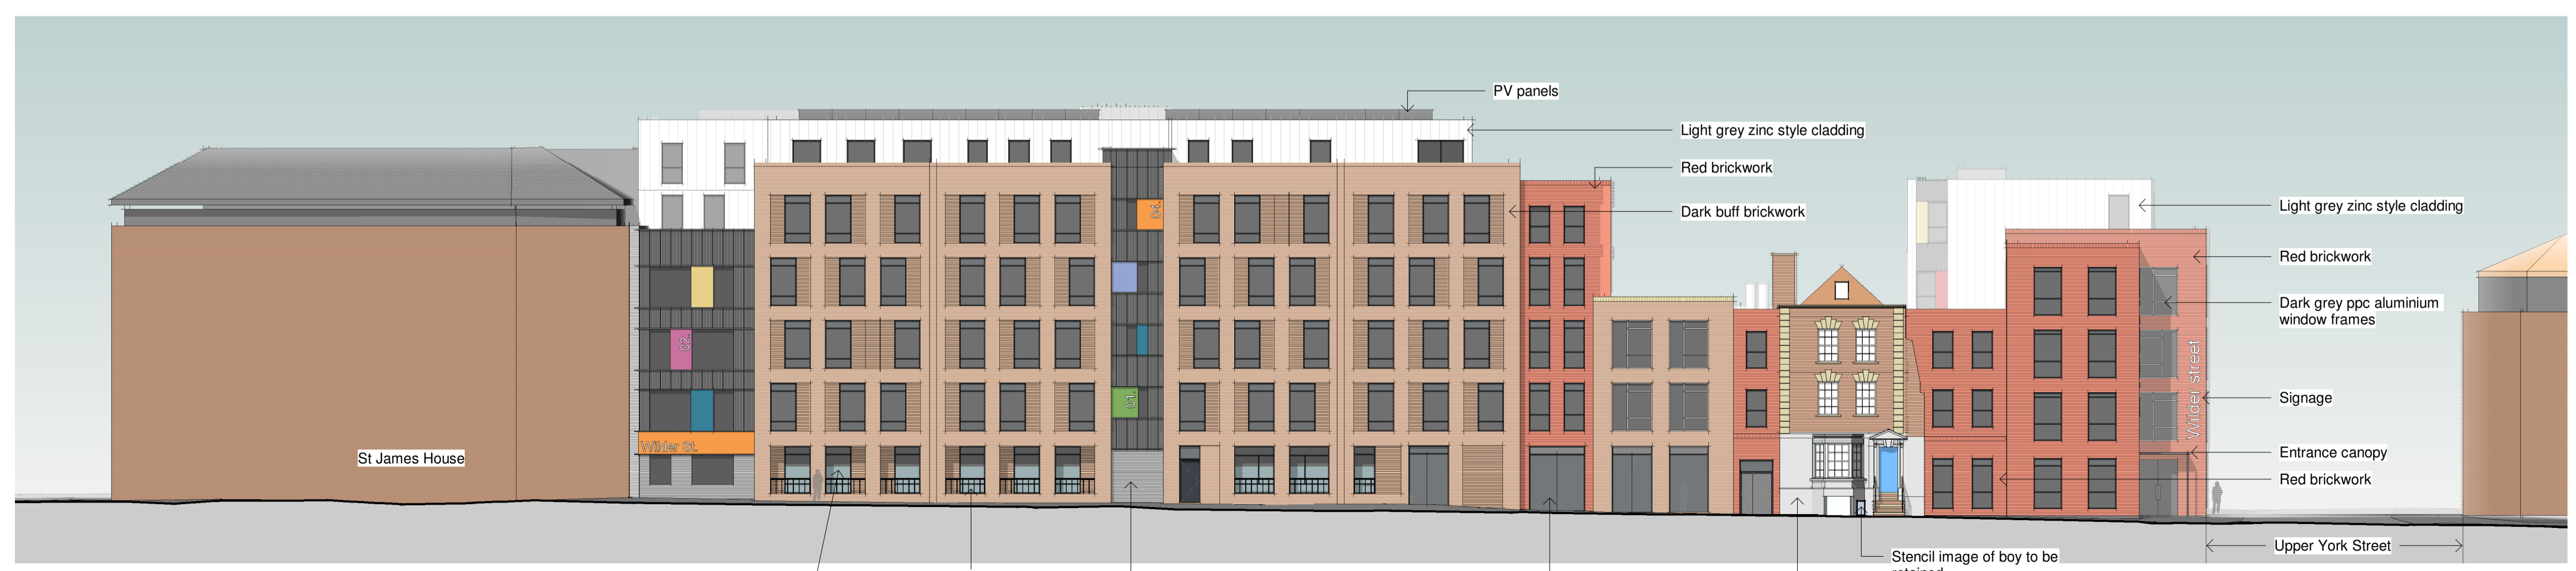 PV panels
Light grey zinc style cladding
Red brickwork
Dark buff brickwork
Light grey zinc style cladding
Red brickwork
Dark grey ppc aluminium
window frames
Signage
Entrance canopy
Red brickwork
St James House
Wilder St.
02.
04.
01.
Wilder street
Upper York Street
Stencil image of boy to be
retained